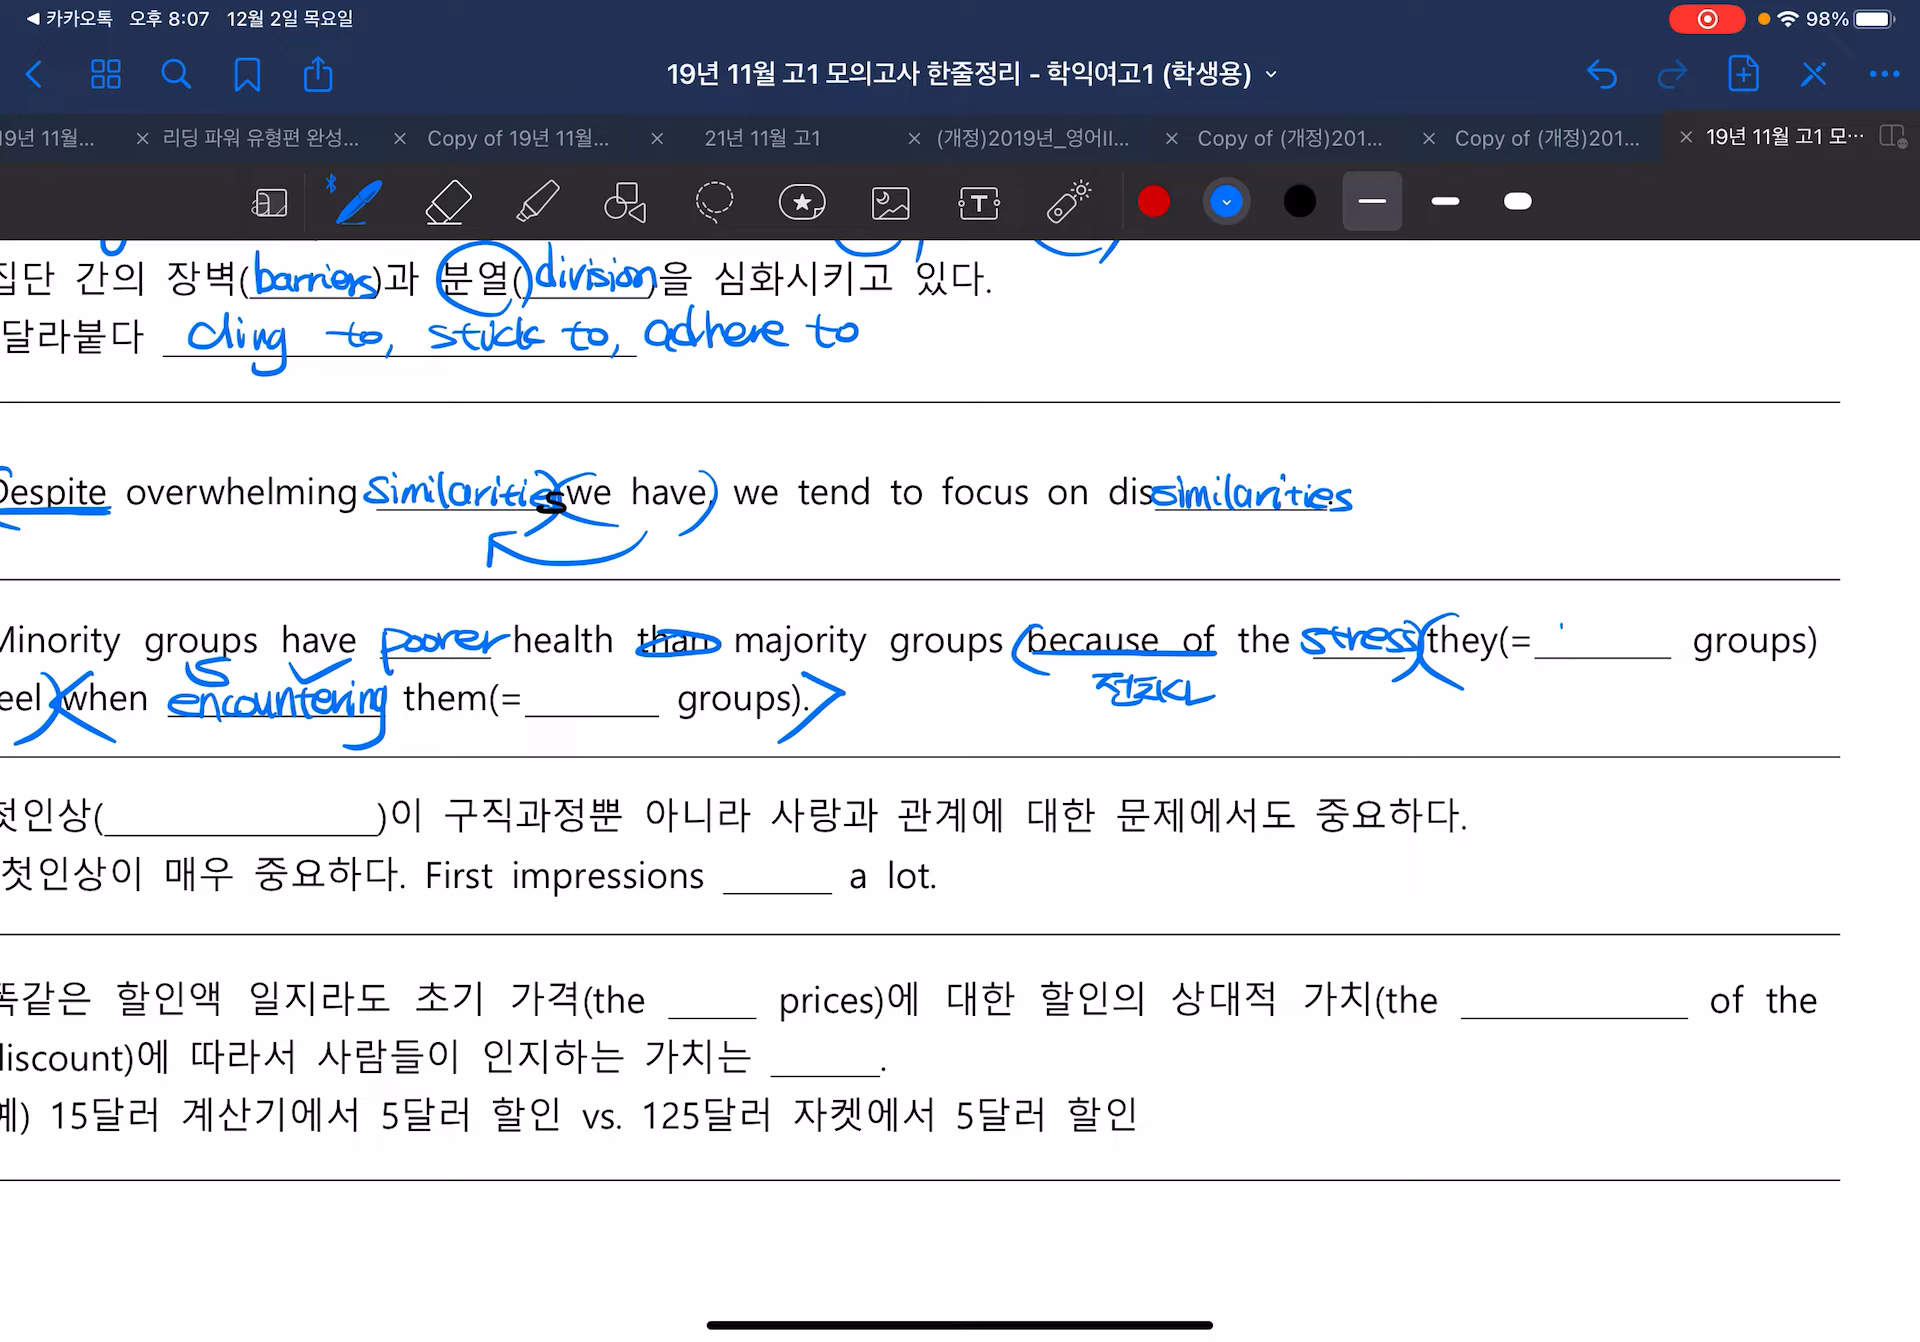 ◀ 카카오톡 오후 8:07 12월 2일 목요일 98%
19년 11월 고1 모의고사 한줄정리 - 학익여고1 (학생용)
19년 11월... × 리딩 파워 유형편 완성... × Copy of 19년 11월... × 21년 11월 고1 × (개정)2019년_영어II... × Copy of (개정)201... × Copy of (개정)201... × 19년 11월 고1 모...
집단 간의 장벽(barriers)과 분열(division)을 심화시키고 있다.
달라붙다 cling to, stuck to, adhere to
Despite overwhelming similarities we have, we tend to focus on dissimilarities
Minority groups have poorer health than majority groups because of the stress they(=________ groups)
S 전치사
feel when encountering them(=________ groups).
첫인상(________________)이 구직과정뿐 아니라 사랑과 관계에 대한 문제에서도 중요하다.
첫인상이 매우 중요하다. First impressions ______ a lot.
똑같은 할인액 일지라도 초기 가격(the _____ prices)에 대한 할인의 상대적 가치(the _____________ of the
discount)에 따라서 사람들이 인지하는 가치는 ______.
예) 15달러 계산기에서 5달러 할인 vs. 125달러 자켓에서 5달러 할인